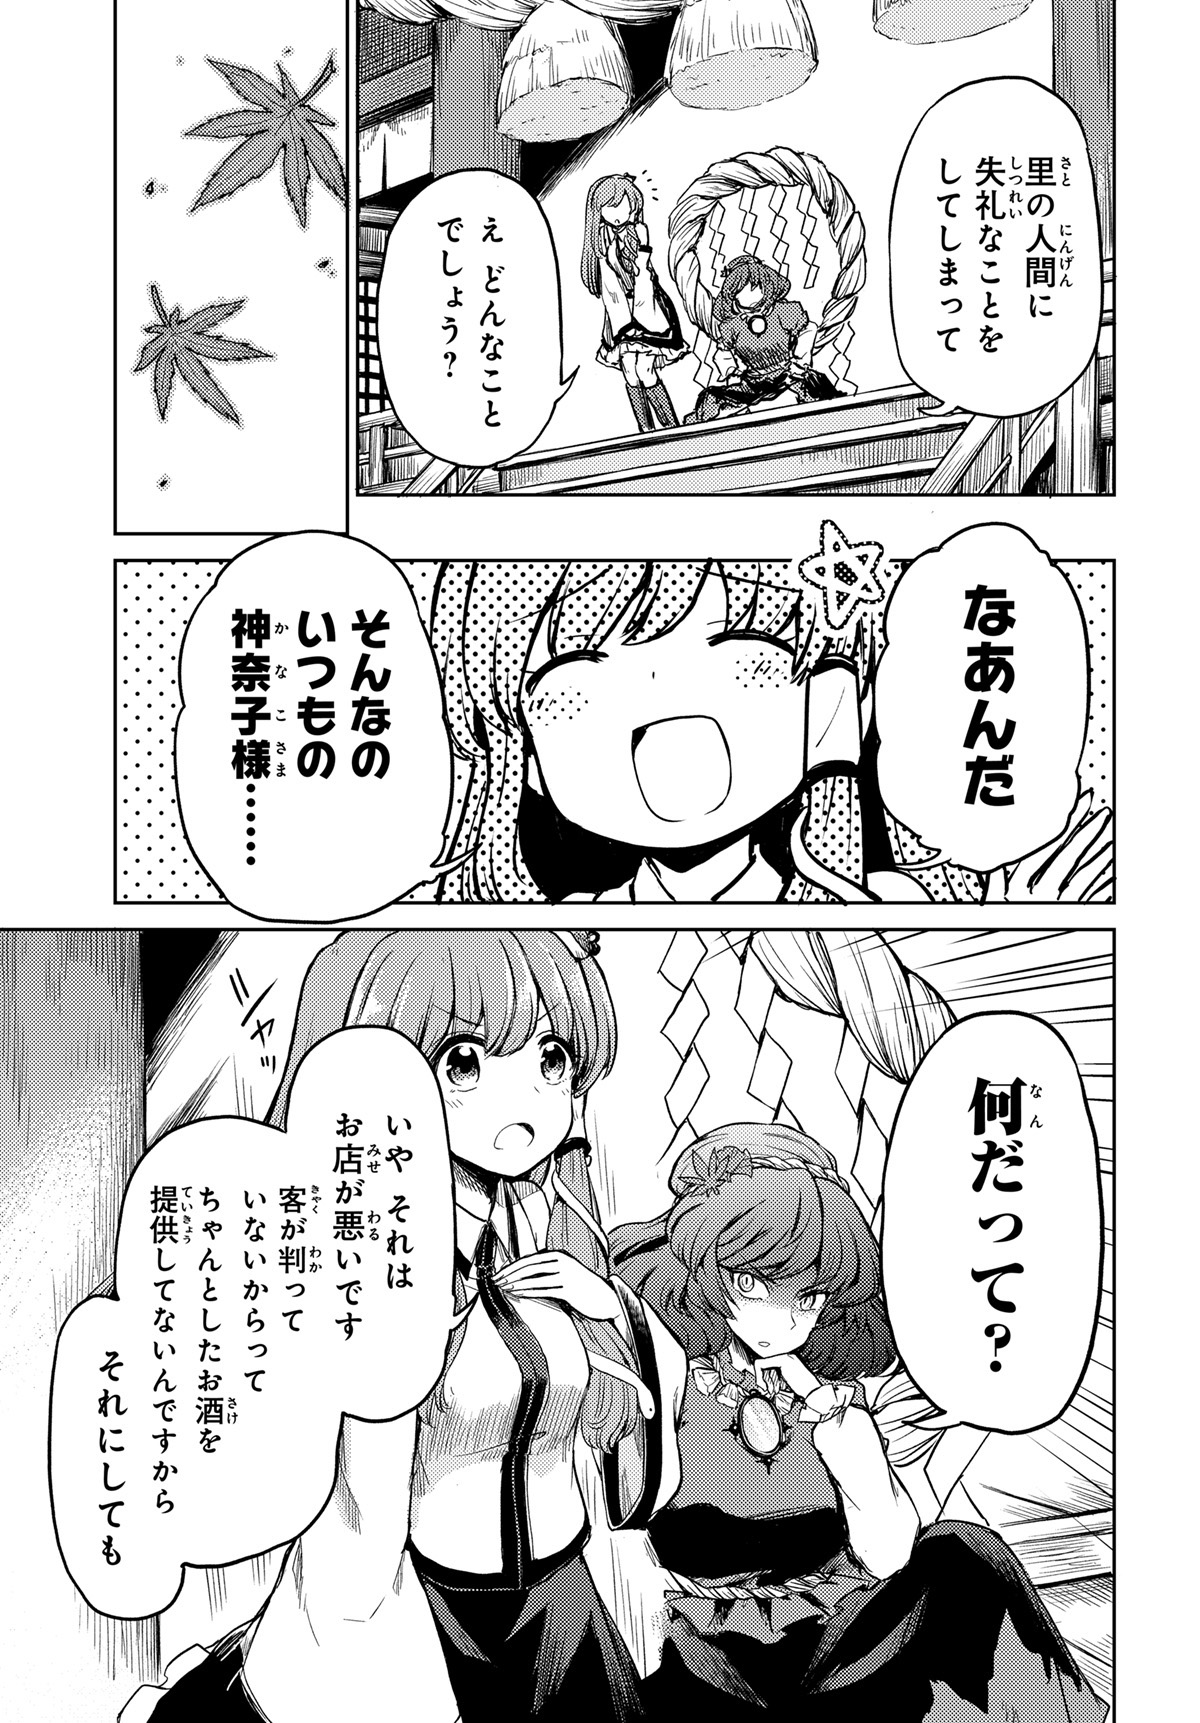 里の人間に
失礼なことを
してしまって
え どんなこと
でしょう？
なあんだ
そんなの
いつもの
神奈子様……
何だって？
ジャッ
いや それは
お店が悪いです
客が判って
いないからって
ちゃんとしたお酒を
提供してないんですから
それにしても